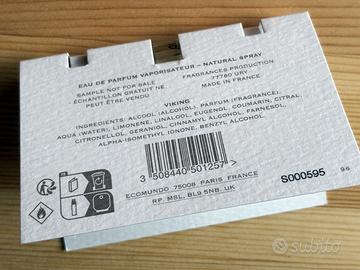 EAU DE PARFUM VAPORISATEUR – NATURAL SPRAY
SAMPLE NOT FOR SALE
ÉCHANTILLON GRATUIT NE
PEUT ÊTRE VENDU
FRAGRANCES PRODUCTION
77760 URY
MADE IN FRANCE
VIKING
INGREDIENTS: ALCOOL (ALCOHOL), PARFUM (FRAGRANCE),
AQUA (WATER), LIMONENE, LINALOOL, EUGENOL, COUMARIN, CITRAL,
CITRONELLOL, GERANIOL, CINNAMYL ALCOHOL, FARNESOL,
ALPHA-ISOMETHYL IONONE, BENZYL ALCOHOL
3 508440 501257
ECOMUNDO 75008 PARIS FRANCE
RP. MSL, BL9 5NB. UK
S000595
subito